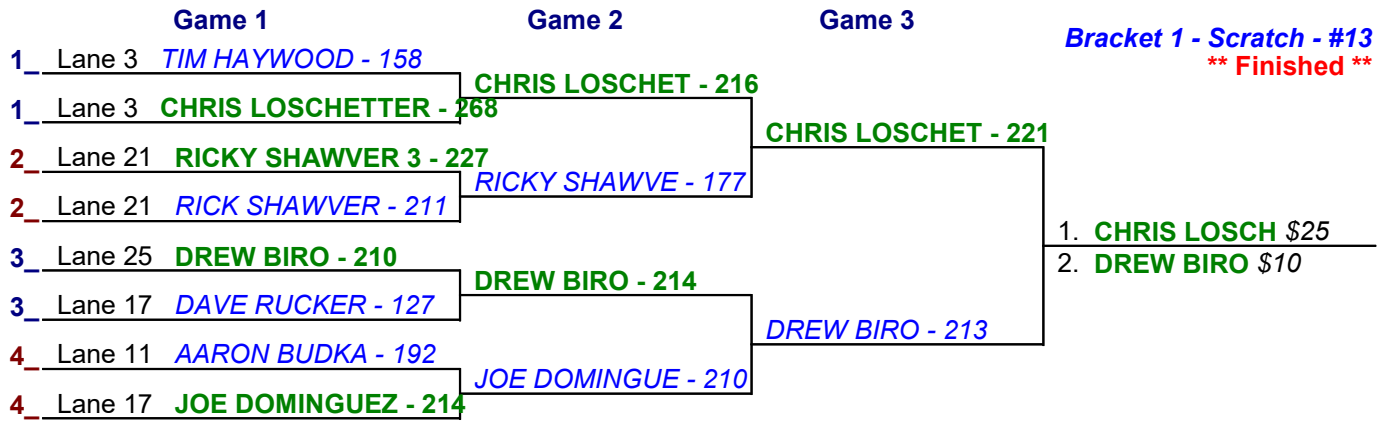 Game 1 Game 2 Game 3
Bracket 1 - Scratch - #13
** Finished **
1_ Lane 3 TIM HAYWOOD - 158
CHRIS LOSCHET - 216
1_ Lane 3 CHRIS LOSCHETTER - 268
CHRIS LOSCHET - 221
2_ Lane 21 RICKY SHAWVER 3 - 227
RICKY SHAWVE - 177
2_ Lane 21 RICK SHAWVER - 211
1. CHRIS LOSCH $25
3_ Lane 25 DREW BIRO - 210
2. DREW BIRO $10
DREW BIRO - 214
3_ Lane 17 DAVE RUCKER - 127
DREW BIRO - 213
4_ Lane 11 AARON BUDKA - 192
JOE DOMINGUE - 210
4_ Lane 17 JOE DOMINGUEZ - 214